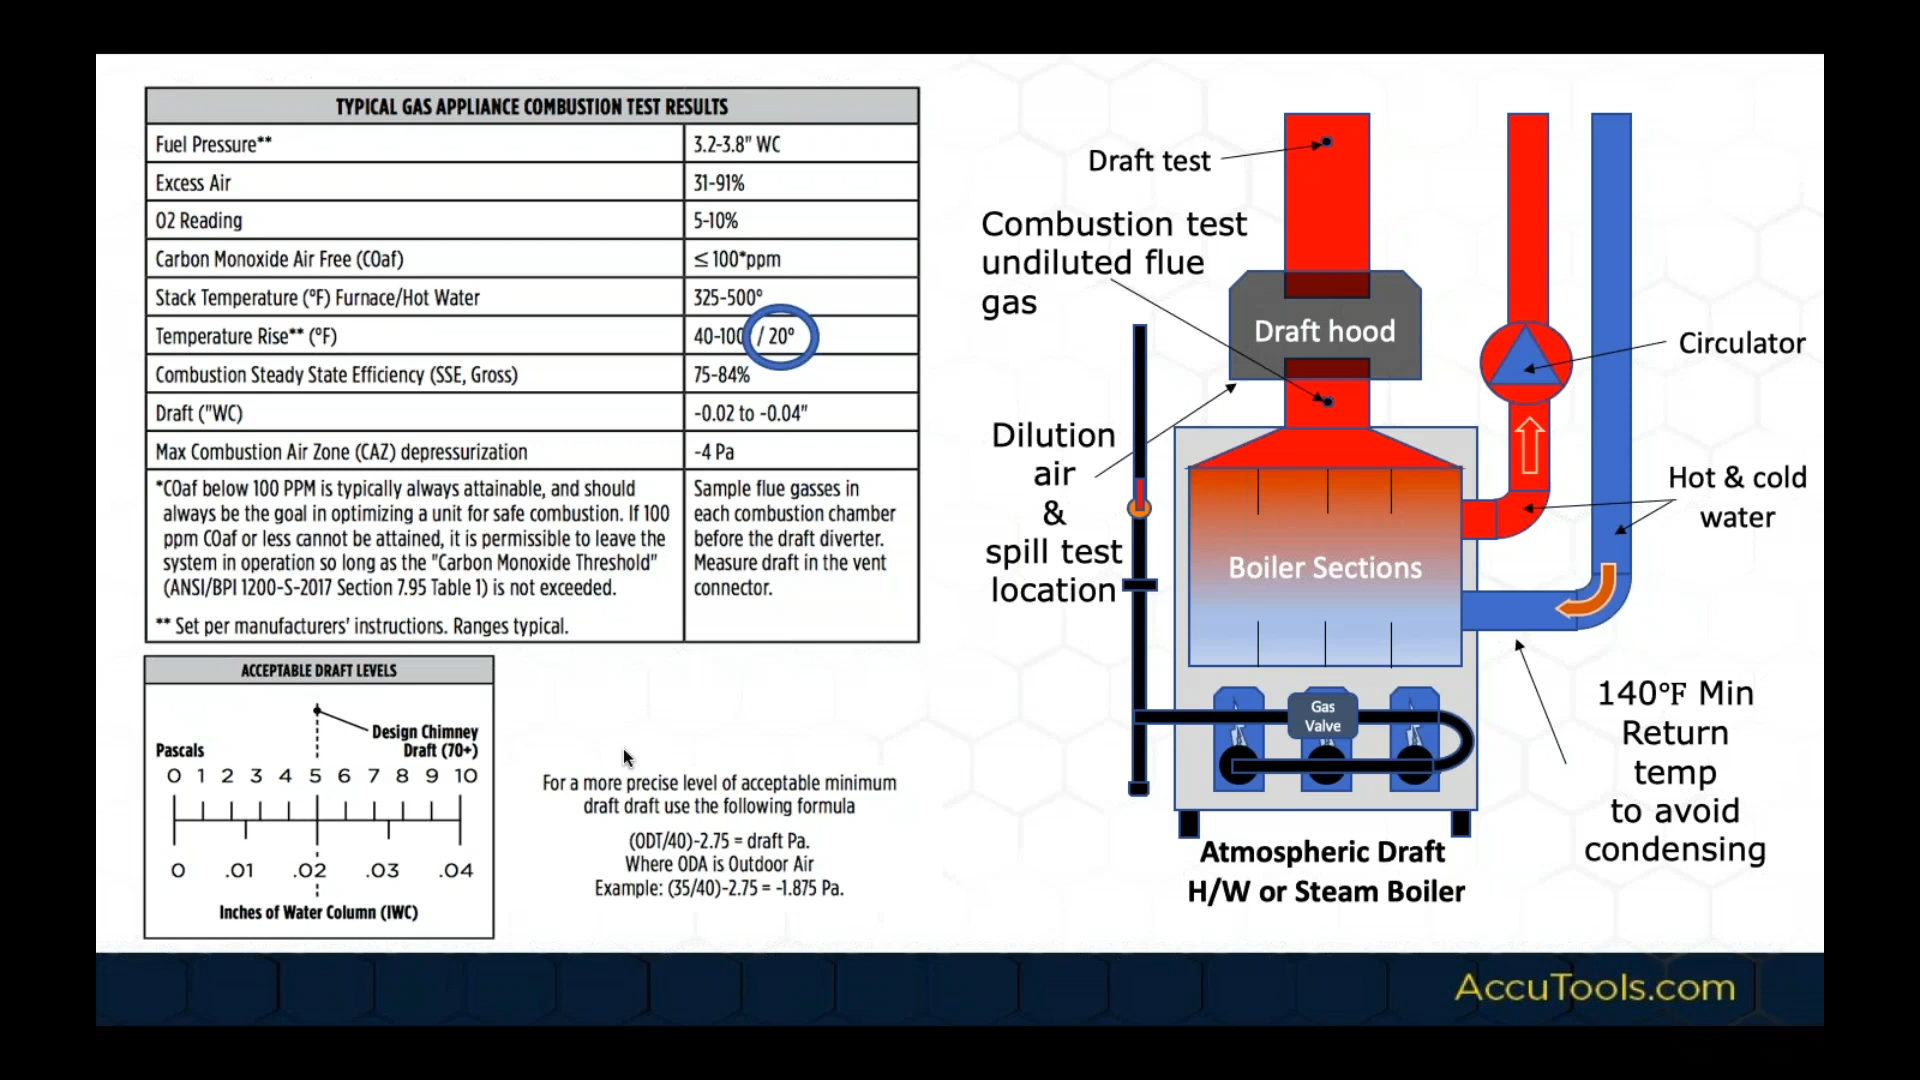 TYPICAL GAS APPLIANCE COMBUSTION TEST RESULTS
Fuel Pressure** 3.2-3.8" WC
Excess Air 31-91%
O2 Reading 5-10%
Carbon Monoxide Air Free (COaf) ≤ 100*ppm
Stack Temperature (°F) Furnace/Hot Water 325-500°
Temperature Rise** (°F) 40-100 / 20°
Combustion Steady State Efficiency (SSE, Gross) 75-84%
Draft ("WC) -0.02 to -0.04"
Max Combustion Air Zone (CAZ) depressurization -4 Pa
*COaf below 100 PPM is typically always attainable, and should
always be the goal in optimizing a unit for safe combustion. If 100
ppm COaf or less cannot be attained, it is permissible to leave the
system in operation so long as the "Carbon Monoxide Threshold"
(ANSI/BPI 1200-S-2017 Section 7.95 Table 1) is not exceeded.
** Set per manufacturers' instructions. Ranges typical.
Sample flue gasses in
each combustion chamber
before the draft diverter.
Measure draft in the vent
connector.
ACCEPTABLE DRAFT LEVELS
Design Chimney
Draft (70+)
Pascals
0 1 2 3 4 5 6 7 8 9 10
0 .01 .02 .03 .04
Inches of Water Column (IWC)
For a more precise level of acceptable minimum
draft draft use the following formula
(ODT/40)-2.75 = draft Pa.
Where ODA is Outdoor Air
Example: (35/40)-2.75 = -1.875 Pa.
Draft test
Combustion test
undiluted flue
gas
Draft hood
Circulator
Dilution
air
&
spill test
location
Hot & cold
water
Boiler Sections
Gas
Valve
140°F Min
Return
temp
to avoid
condensing
Atmospheric Draft
H/W or Steam Boiler
AccuTools.com